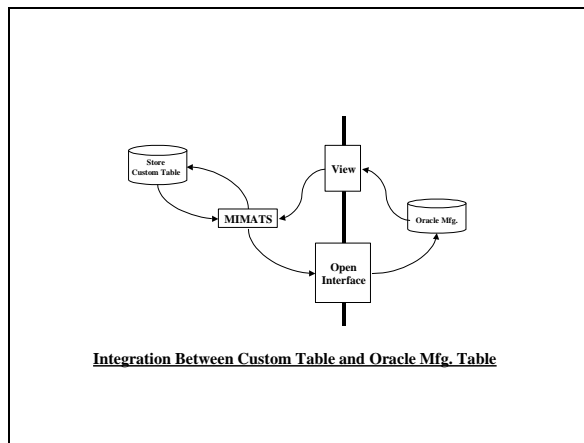 Store
Custom Table
View
MIMATS
Oracle Mfg.
Open
Interface
Integration Between Custom Table and Oracle Mfg. Table